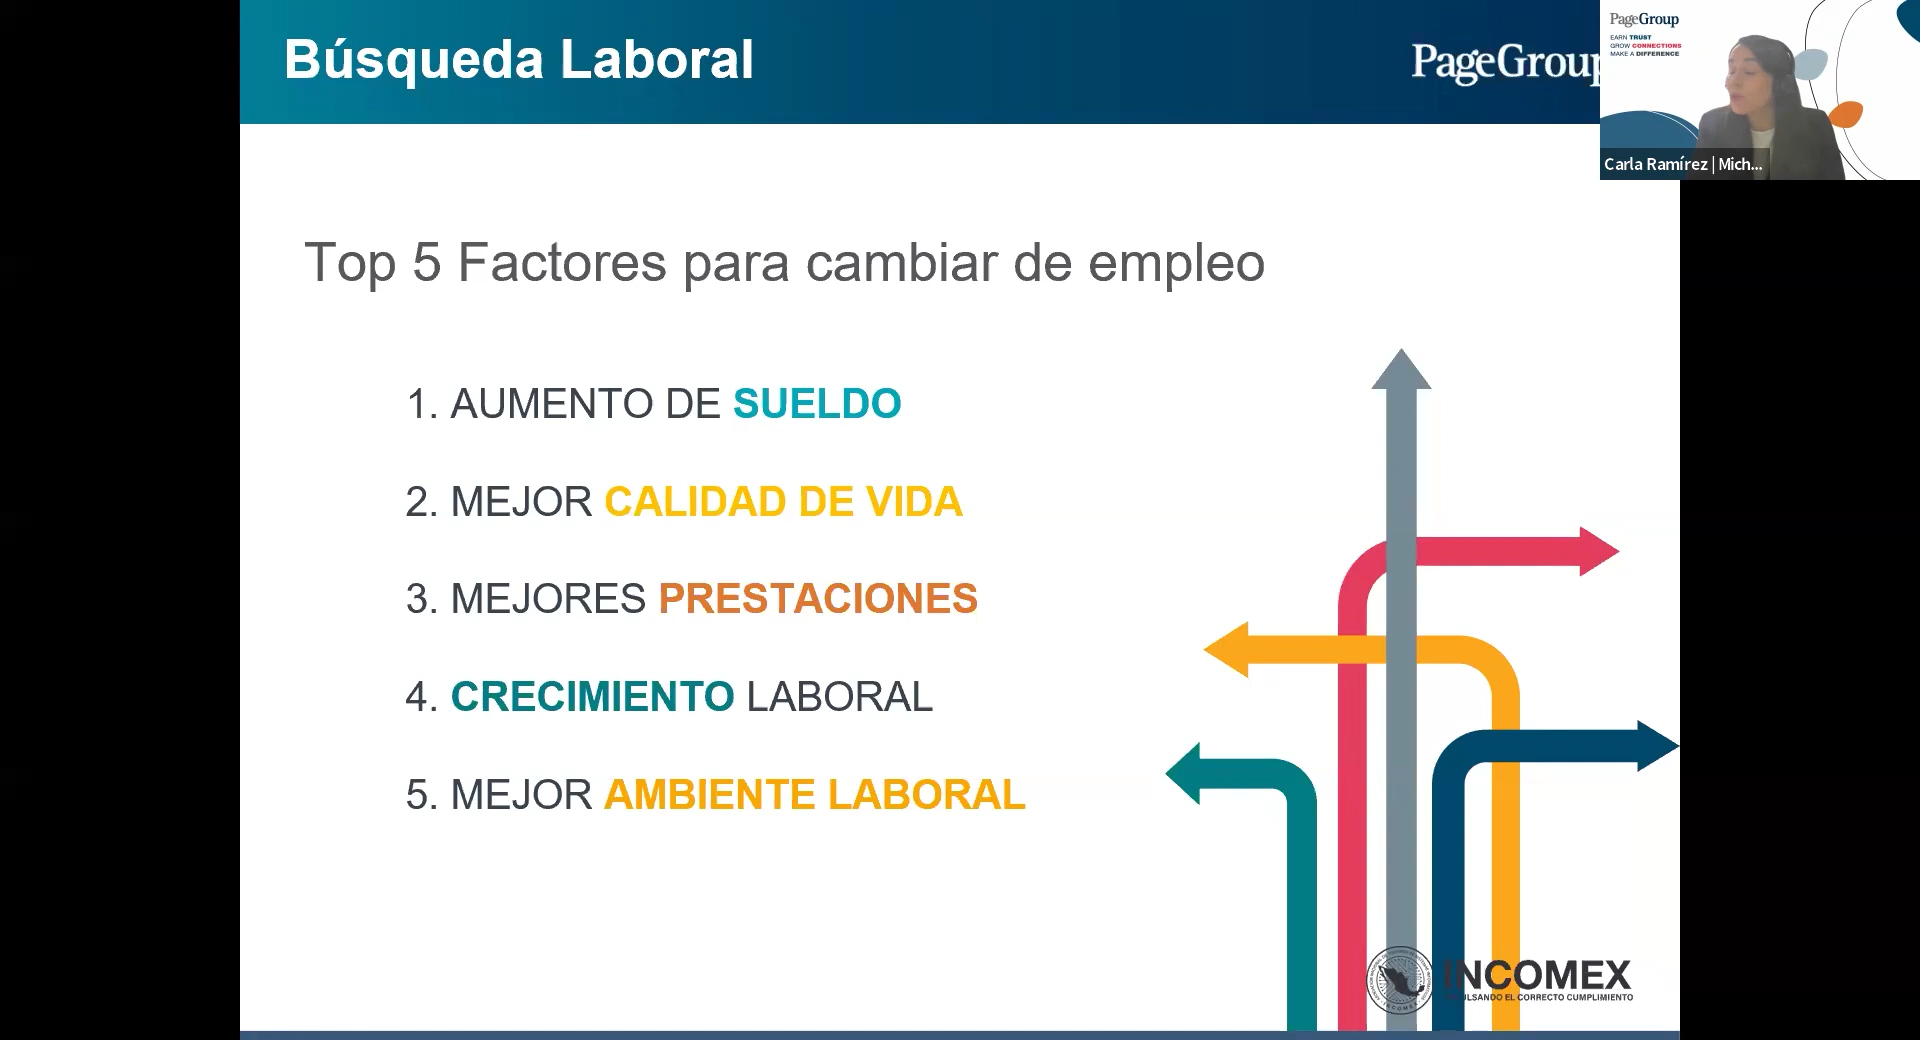 Búsqueda Laboral
PageGroup
PageGroup
EARN TRUST
GROW CONNECTIONS
MAKE A DIFFERENCE
Carla Ramírez | Mich...
Top 5 Factores para cambiar de empleo
1. AUMENTO DE SUELDO
2. MEJOR CALIDAD DE VIDA
3. MEJORES PRESTACIONES
4. CRECIMIENTO LABORAL
5. MEJOR AMBIENTE LABORAL
INCOMEX
EL CORRECTO CUMPLIMIENTO